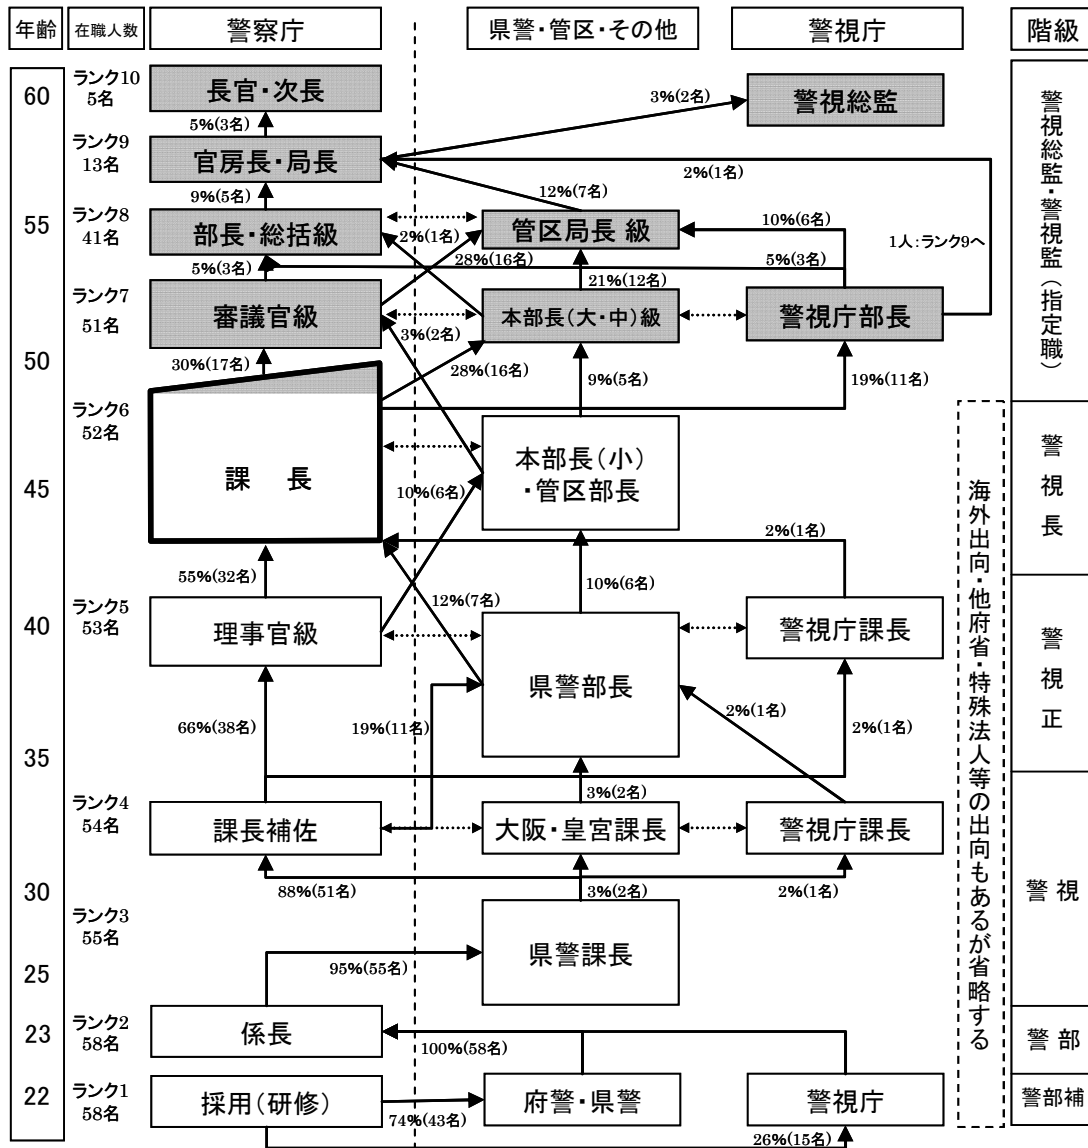 年齢
在職人数
警察庁
県警・管区・その他
警視庁
階級
60
ランク10
5名
長官・次長
3%(2名)
警視総監
5%(3名)
ランク9
13名
官房長・局長
2%(1名)
12%(7名)
9%(5名)
55
ランク8
41名
部長・総括級
2%(1名)
管区局長 級
10%(6名)
1人:ランク9へ
5%(3名)
28%(16名)
5%(3名)
21%(12名)
ランク7
51名
審議官級
本部長(大・中)級
警視庁部長
3%(2名)
50
30%(17名)
28%(16名)
9%(5名)
19%(11名)
警視総監・警視監(指定職)
ランク6
52名
課 長
本部長(小)
・管区部長
45
10%(6名)
警視長
2%(1名)
55%(32名)
12%(7名)
10%(6名)
40
ランク5
53名
理事官級
県警部長
警視庁課長
警視正
66%(38名)
19%(11名)
2%(1名)
2%(1名)
35
3%(2名)
ランク4
54名
課長補佐
大阪・皇宮課長
警視庁課長
30
88%(51名)
3%(2名)
2%(1名)
警視
ランク3
55名
県警課長
25
95%(55名)
海外出向・他府省・特殊法人等の出向もあるが省略する
23
ランク2
58名
係長
100%(58名)
警部
22
ランク1
58名
採用(研修)
74%(43名)
府警・県警
警視庁
警部補
26%(15名)